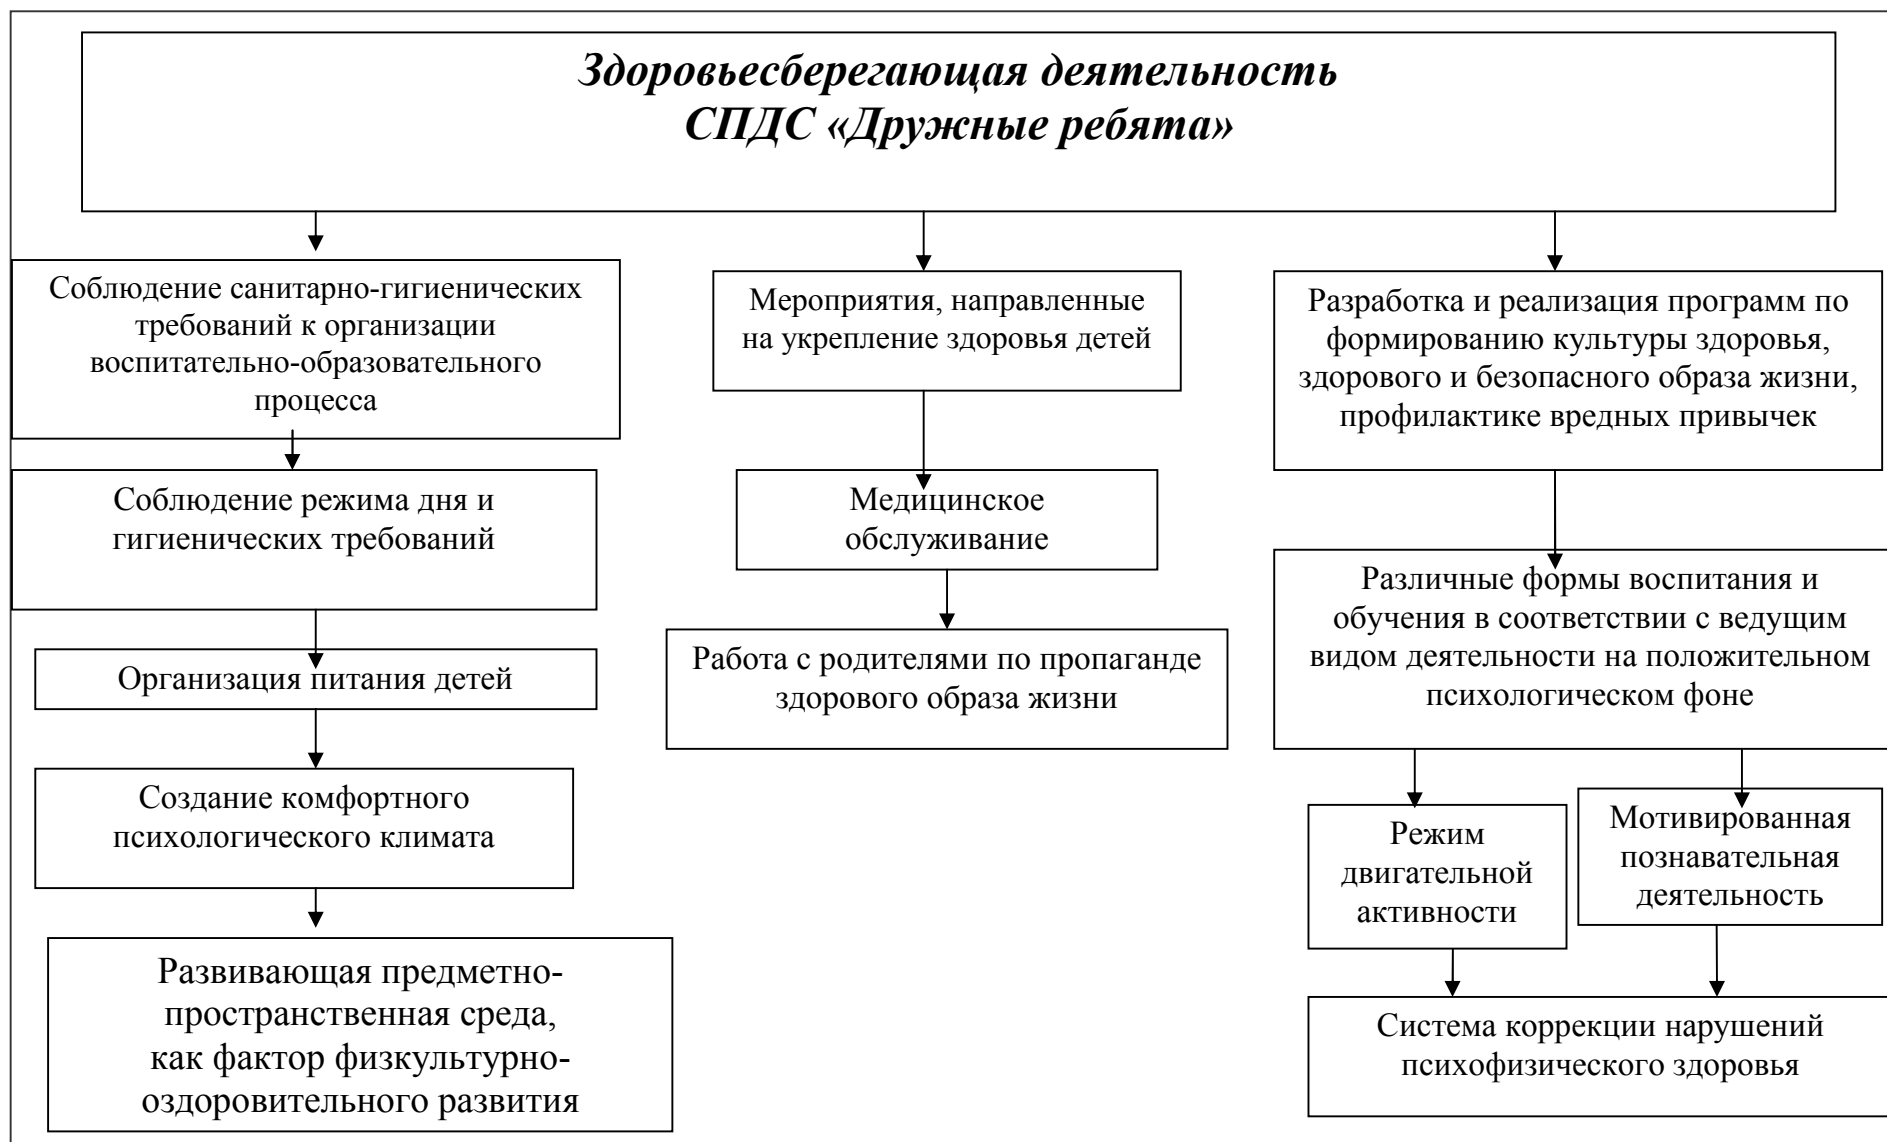 Здоровьесберегающая деятельность
СПДС «Дружные ребята»
Соблюдение санитарно-гигиенических
требований к организации
воспитательно-образовательного
процесса
Соблюдение режима дня и
гигиенических требований
Организация питания детей
Создание комфортного
психологического климата
Развивающая предметно-
пространственная среда,
как фактор физкультурно-
оздоровительного развития
Мероприятия, направленные
на укрепление здоровья детей
Медицинское
обслуживание
Работа с родителями по пропаганде
здорового образа жизни
Разработка и реализация программ по
формированию культуры здоровья,
здорового и безопасного образа жизни,
профилактике вредных привычек
Различные формы воспитания и
обучения в соответствии с ведущим
видом деятельности на положительном
психологическом фоне
Режим
двигательной
активности
Мотивированная
познавательная
деятельность
Система коррекции нарушений
психофизического здоровья